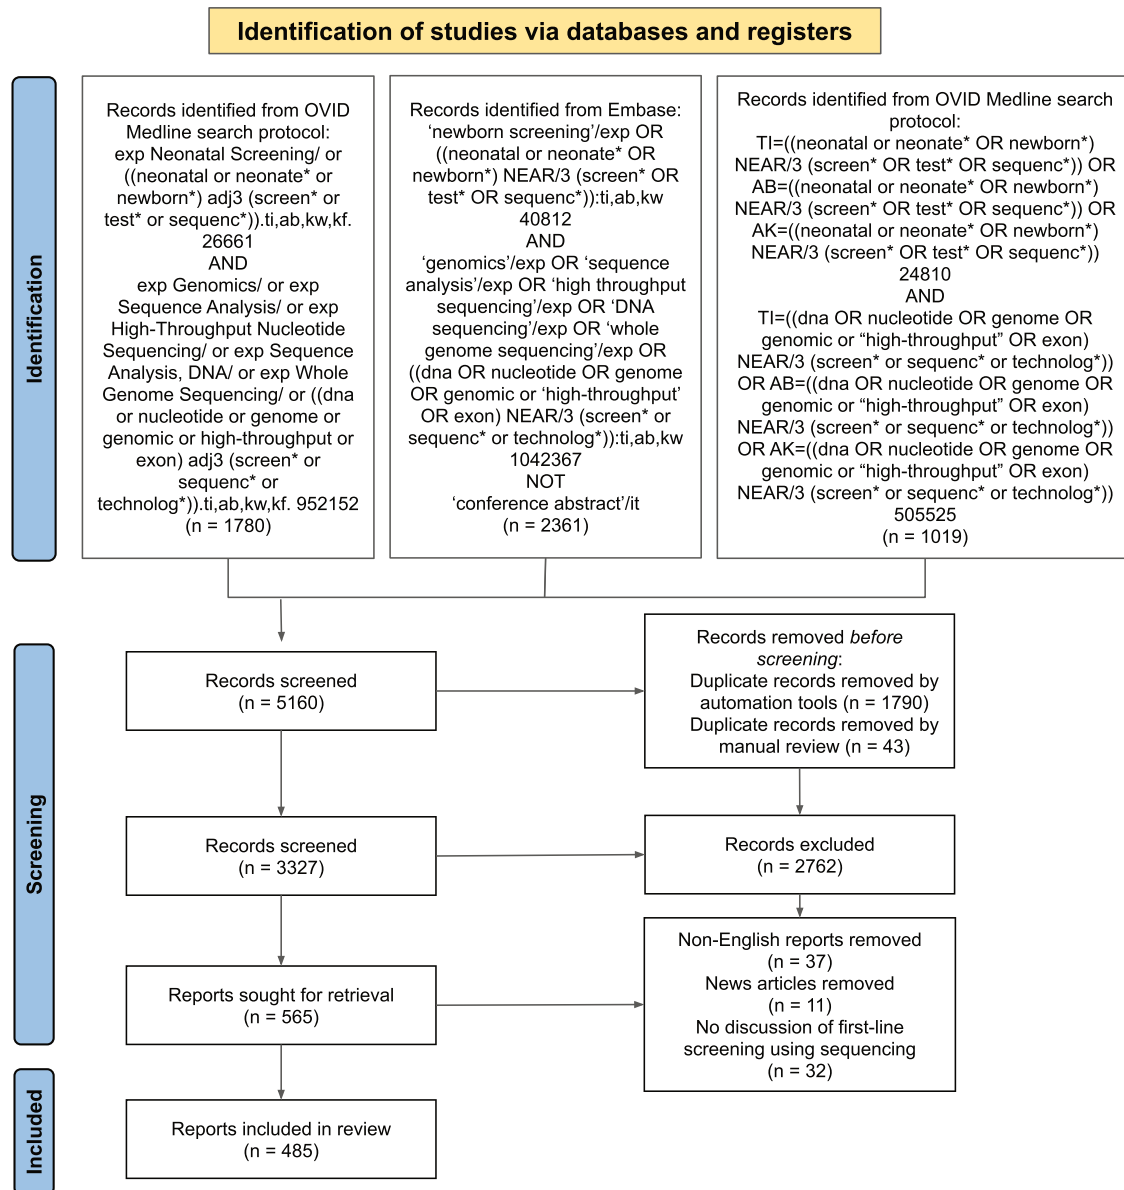 Identification of studies via databases and registers
Identification
Records identified from OVID
Medline search protocol:
exp Neonatal Screening/ or
((neonatal or neonate* or
newborn*) adj3 (screen* or
test* or sequenc*)).ti,ab,kw,kf.
26661
AND
exp Genomics/ or exp
Sequence Analysis/ or exp
High-Throughput Nucleotide
Sequencing/ or exp Sequence
Analysis, DNA/ or exp Whole
Genome Sequencing/ or ((dna
or nucleotide or genome or
genomic or high-throughput or
exon) adj3 (screen* or
sequenc* or
technolog*)).ti,ab,kw,kf. 952152
(n = 1780)
Records identified from Embase:
‘newborn screening’/exp OR
((neonatal or neonate* OR
newborn*) NEAR/3 (screen* OR
test* OR sequenc*)):ti,ab,kw
40812
AND
‘genomics’/exp OR ‘sequence
analysis’/exp OR ‘high throughput
sequencing’/exp OR ‘DNA
sequencing’/exp OR ‘whole
genome sequencing’/exp OR
((dna OR nucleotide OR genome
OR genomic or ‘high-throughput’
OR exon) NEAR/3 (screen* or
sequenc* or technolog*)):ti,ab,kw
1042367
NOT
‘conference abstract’/it
(n = 2361)
Records identified from OVID Medline search
protocol:
TI=((neonatal or neonate* OR newborn*)
NEAR/3 (screen* OR test* OR sequenc*)) OR
AB=((neonatal or neonate* OR newborn*)
NEAR/3 (screen* OR test* OR sequenc*)) OR
AK=((neonatal or neonate* OR newborn*)
NEAR/3 (screen* OR test* OR sequenc*))
24810
AND
TI=((dna OR nucleotide OR genome OR
genomic or “high-throughput” OR exon)
NEAR/3 (screen* or sequenc* or technolog*))
OR AB=((dna OR nucleotide OR genome OR
genomic or “high-throughput” OR exon)
NEAR/3 (screen* or sequenc* or technolog*))
OR AK=((dna OR nucleotide OR genome OR
genomic or “high-throughput” OR exon)
NEAR/3 (screen* or sequenc* or technolog*))
505525
(n = 1019)
Screening
Records screened
(n = 5160)
Records removed before
screening:
Duplicate records removed by
automation tools (n = 1790)
Duplicate records removed by
manual review (n = 43)
Records screened
(n = 3327)
Records excluded
(n = 2762)
Reports sought for retrieval
(n = 565)
Non-English reports removed
(n = 37)
News articles removed
(n = 11)
No discussion of first-line
screening using sequencing
(n = 32)
Included
Reports included in review
(n = 485)